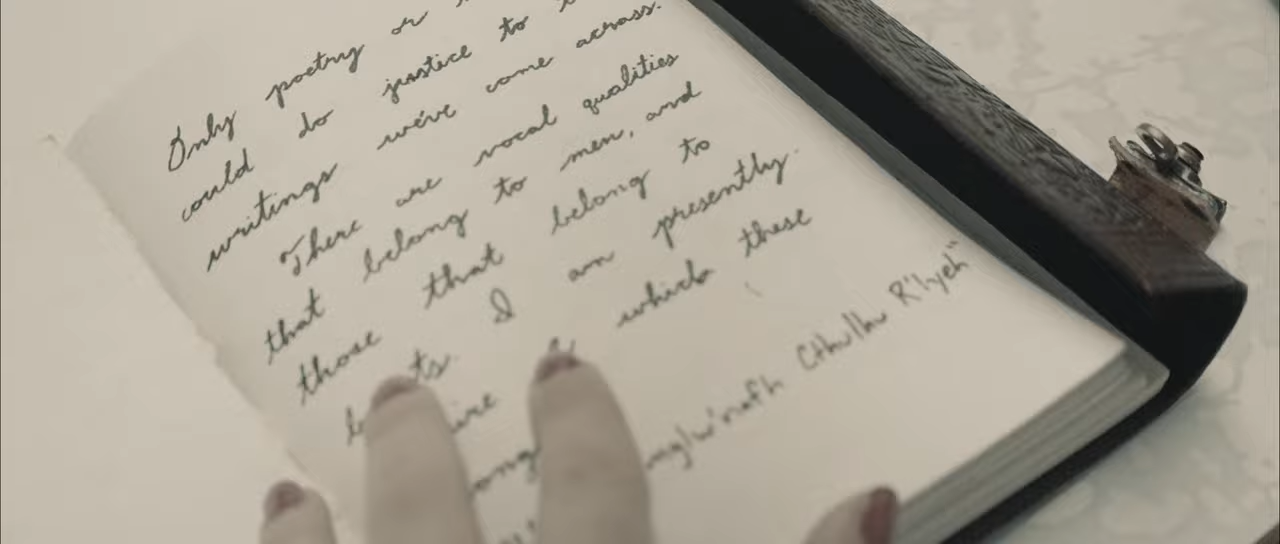 Only poetry or
could do justice to
writings we've come across.
There are vocal qualities
that belong to men, and
those that belong to
I am presently.
which these
Cthulhu R'lyeh"